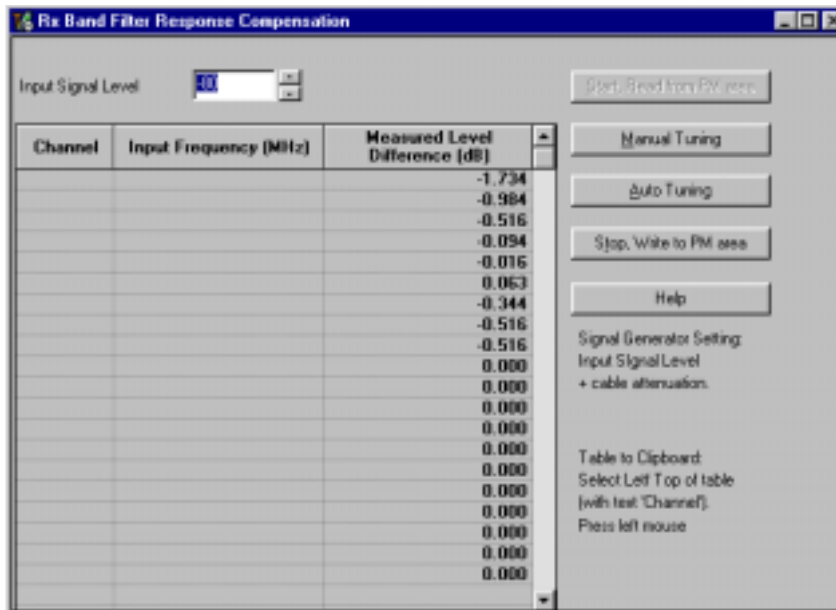 Rx Band Filter Response Compensation
Input Signal Level
-80
Start, Read from PM area
Channel
Input Frequency (MHz)
Measured Level
Difference (dB)
-1.734
-0.984
-0.516
-0.094
-0.016
0.063
-0.344
-0.516
-0.516
0.000
0.000
0.000
0.000
0.000
0.000
0.000
0.000
0.000
0.000
0.000
Manual Tuning
Auto Tuning
Stop, Write to PM area
Help
Signal Generator Setting:
Input SIgnal Level
+ cable attenuation.
Table to Clipboard:
Select Leff Top of table
(with text 'Channel').
Press left mouse